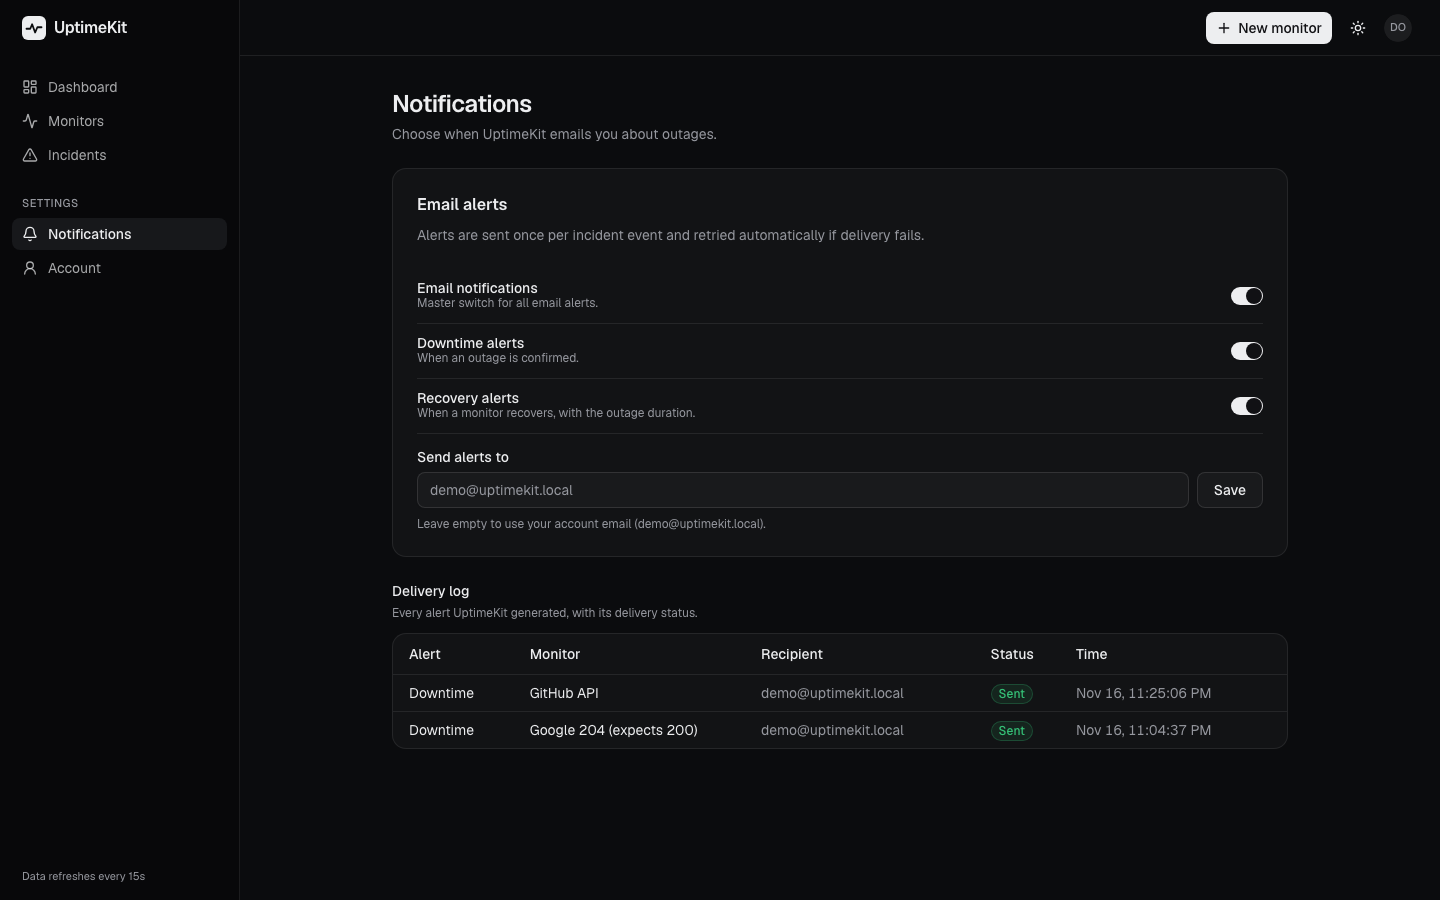 UptimeKit
New monitor
DO
Dashboard
Monitors
Incidents
SETTINGS
Notifications
Account
Data refreshes every 15s
Notifications
Choose when UptimeKit emails you about outages.
Email alerts
Alerts are sent once per incident event and retried automatically if delivery fails.
Email notifications
Master switch for all email alerts.
Downtime alerts
When an outage is confirmed.
Recovery alerts
When a monitor recovers, with the outage duration.
Send alerts to
demo@uptimekit.local
Save
Leave empty to use your account email (demo@uptimekit.local).
Delivery log
Every alert UptimeKit generated, with its delivery status.
Alert Monitor Recipient Status Time
Downtime GitHub API demo@uptimekit.local Sent Nov 16, 11:25:06 PM
Downtime Google 204 (expects 200) demo@uptimekit.local Sent Nov 16, 11:04:37 PM